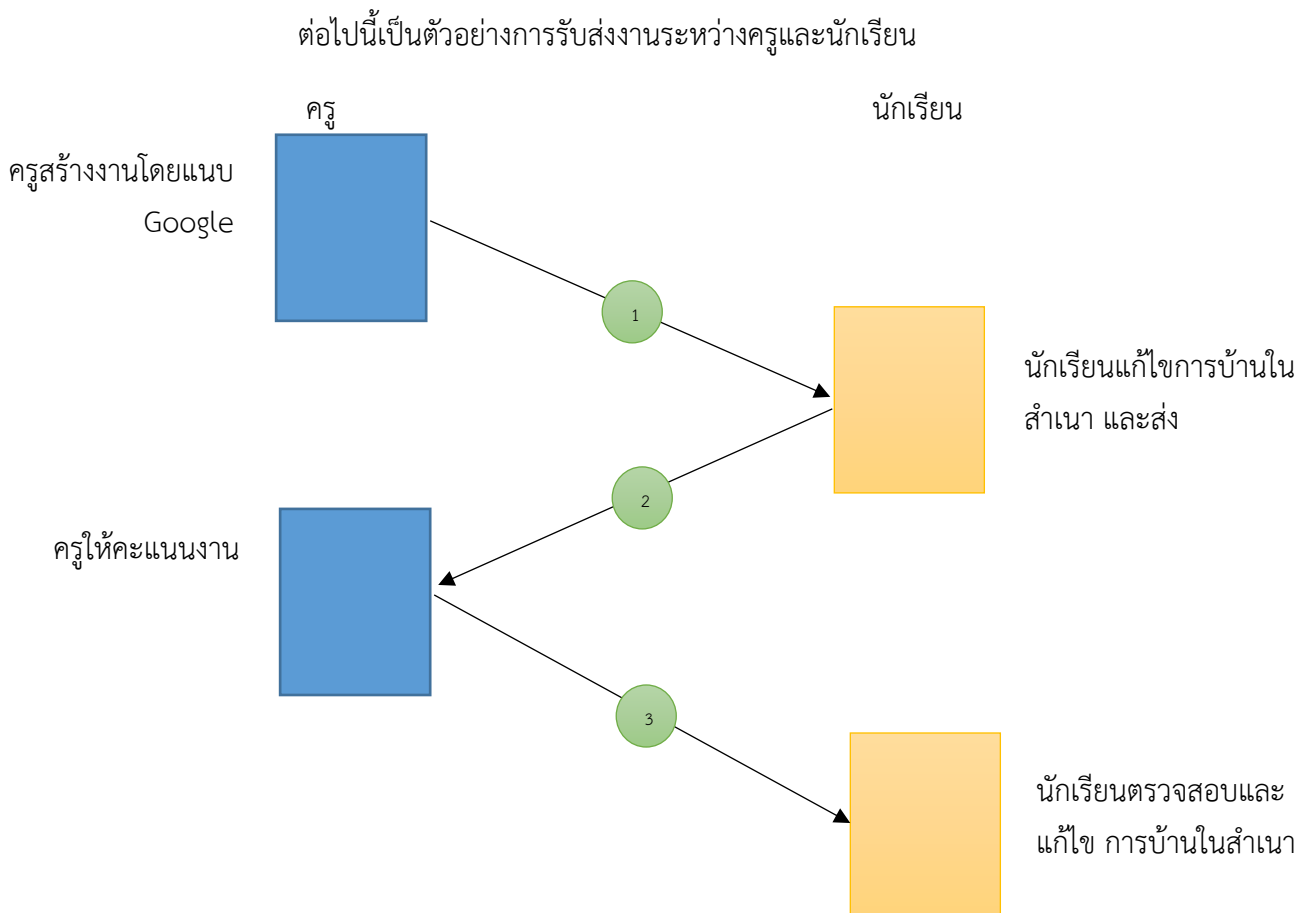 ต่อไปนี้เป็นตัวอย่างการรับส่งงานระหว่างครูและนักเรียน
ครู
นักเรียน
ครูสร้างงานโดยแนบ
Google
1
นักเรียนแก้ไขการบ้านใน
สำเนา และส่ง
2
ครูให้คะแนนงาน
3
นักเรียนตรวจสอบและ
แก้ไข การบ้านในสำเนา